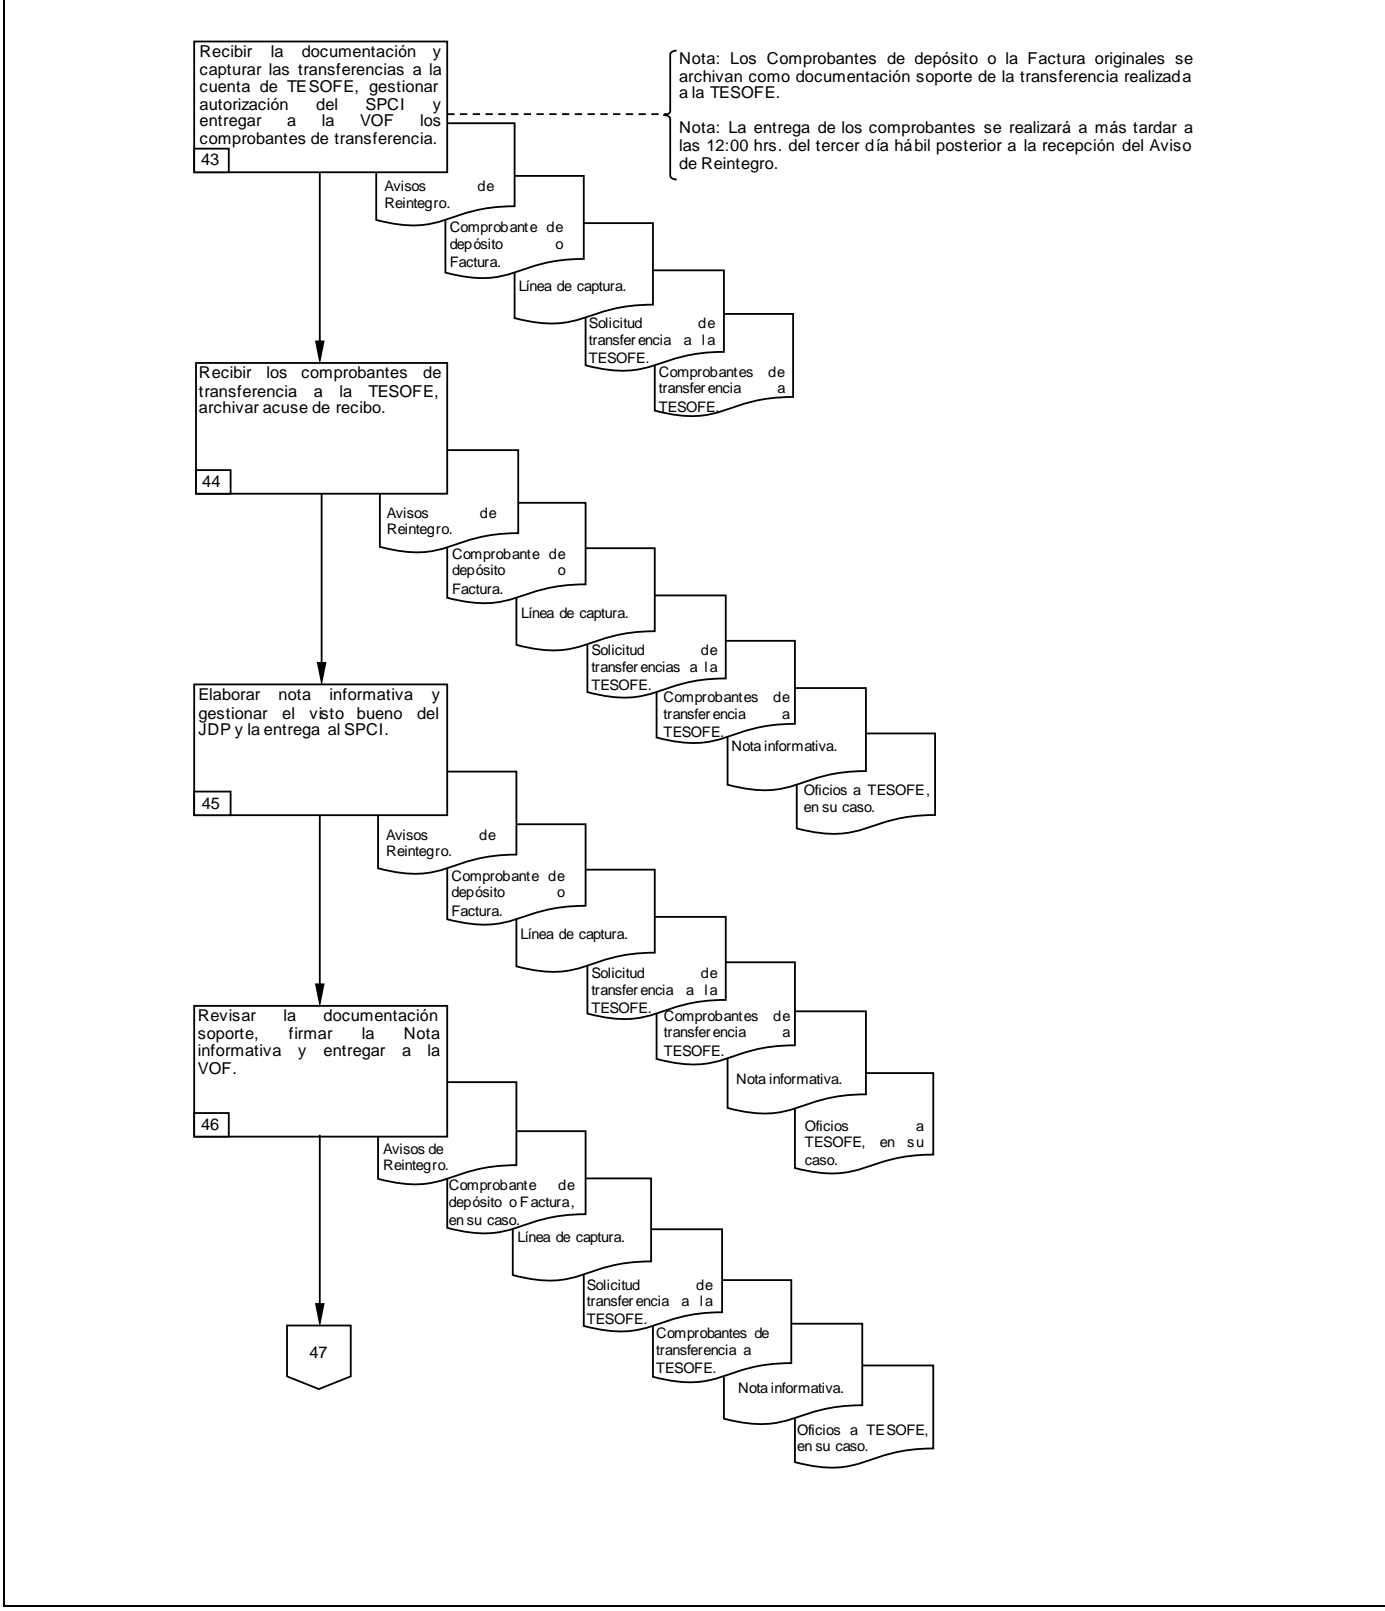 Recibir la documentación y
capturar las transferencias a la
cuenta de TESOFE, gestionar
autorización del SPCI y
entregar a la VOF los
comprobantes de transferencia.
43
Nota: Los Comprobantes de depósito o la Factura originales se
archivan como documentación soporte de la transferencia realizada
a la TESOFE.
Nota: La entrega de los comprobantes se realizará a más tardar a
las 12:00 hrs. del tercer día hábil posterior a la recepción del Aviso
de Reintegro.
Avisos de
Reintegro.
Comprobante de
depósito o
Factura.
Línea de captura.
Solicitud de
transferencia a la
TESOFE.
Comprobantes de
transferencia a
TESOFE.
Recibir los comprobantes de
transferencia a la TESOFE,
archivar acuse de recibo.
44
Avisos de
Reintegro.
Comprobante de
depósito o
Factura.
Línea de captura.
Solicitud de
transferencias a la
TESOFE.
Comprobantes de
transferencia a
TESOFE.
Nota informativa.
Oficios a TESOFE,
en su caso.
Elaborar nota informativa y
gestionar el visto bueno del
JDP y la entrega al SPCI.
45
Avisos de
Reintegro.
Comprobante de
depósito o
Factura.
Línea de captura.
Solicitud de
transferencia a la
TESOFE.
Comprobantes de
transferencia a
TESOFE.
Nota informativa.
Oficios a
TESOFE, en su
caso.
Revisar la documentación
soporte, firmar la Nota
informativa y entregar a la
VOF.
46
Avisos de
Reintegro.
Comprobante de
depósito o Factura,
en su caso.
Línea de captura.
Solicitud de
transferencia a la
TESOFE.
Comprobantes de
transferencia a
TESOFE.
Nota informativa.
Oficios a TESOFE,
en su caso.
47